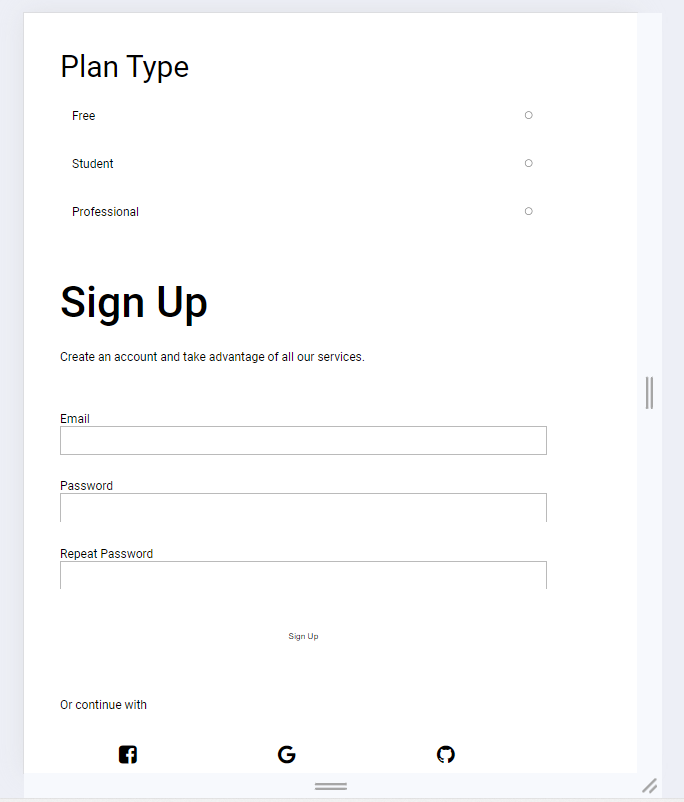 Plan Type
Free
Student
Professional
Sign Up
Create an account and take advantage of all our services.
Email
Password
Repeat Password
Sign Up
Or continue with